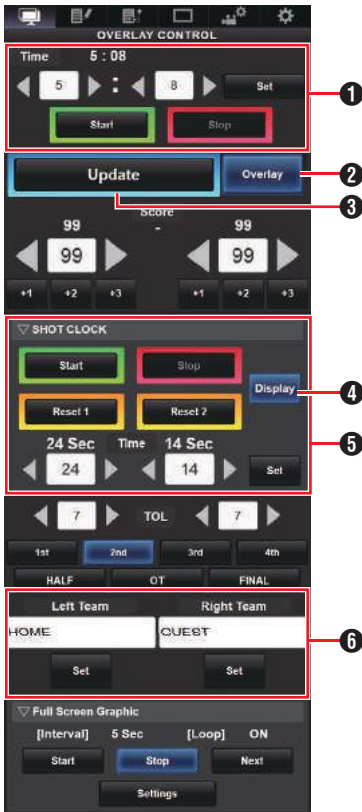 OVERLAY CONTROL
Time 5 : 08
5 : 8 Set
Start Stop
1
Update Overlay
2
3
Score
99 - 99
99 99
+1 +2 +3 +1 +2 +3
SHOT CLOCK
Start Stop
Display
4
Reset 1 Reset 2
5
24 Sec Time 14 Sec
24 14 Set
7 TOL 7
1st 2nd 3rd 4th
HALF OT FINAL
Left Team Right Team
HOME GUEST
6
Set Set
Full Screen Graphic
[Interval] 5 Sec [Loop] ON
Start Stop Next
Settings